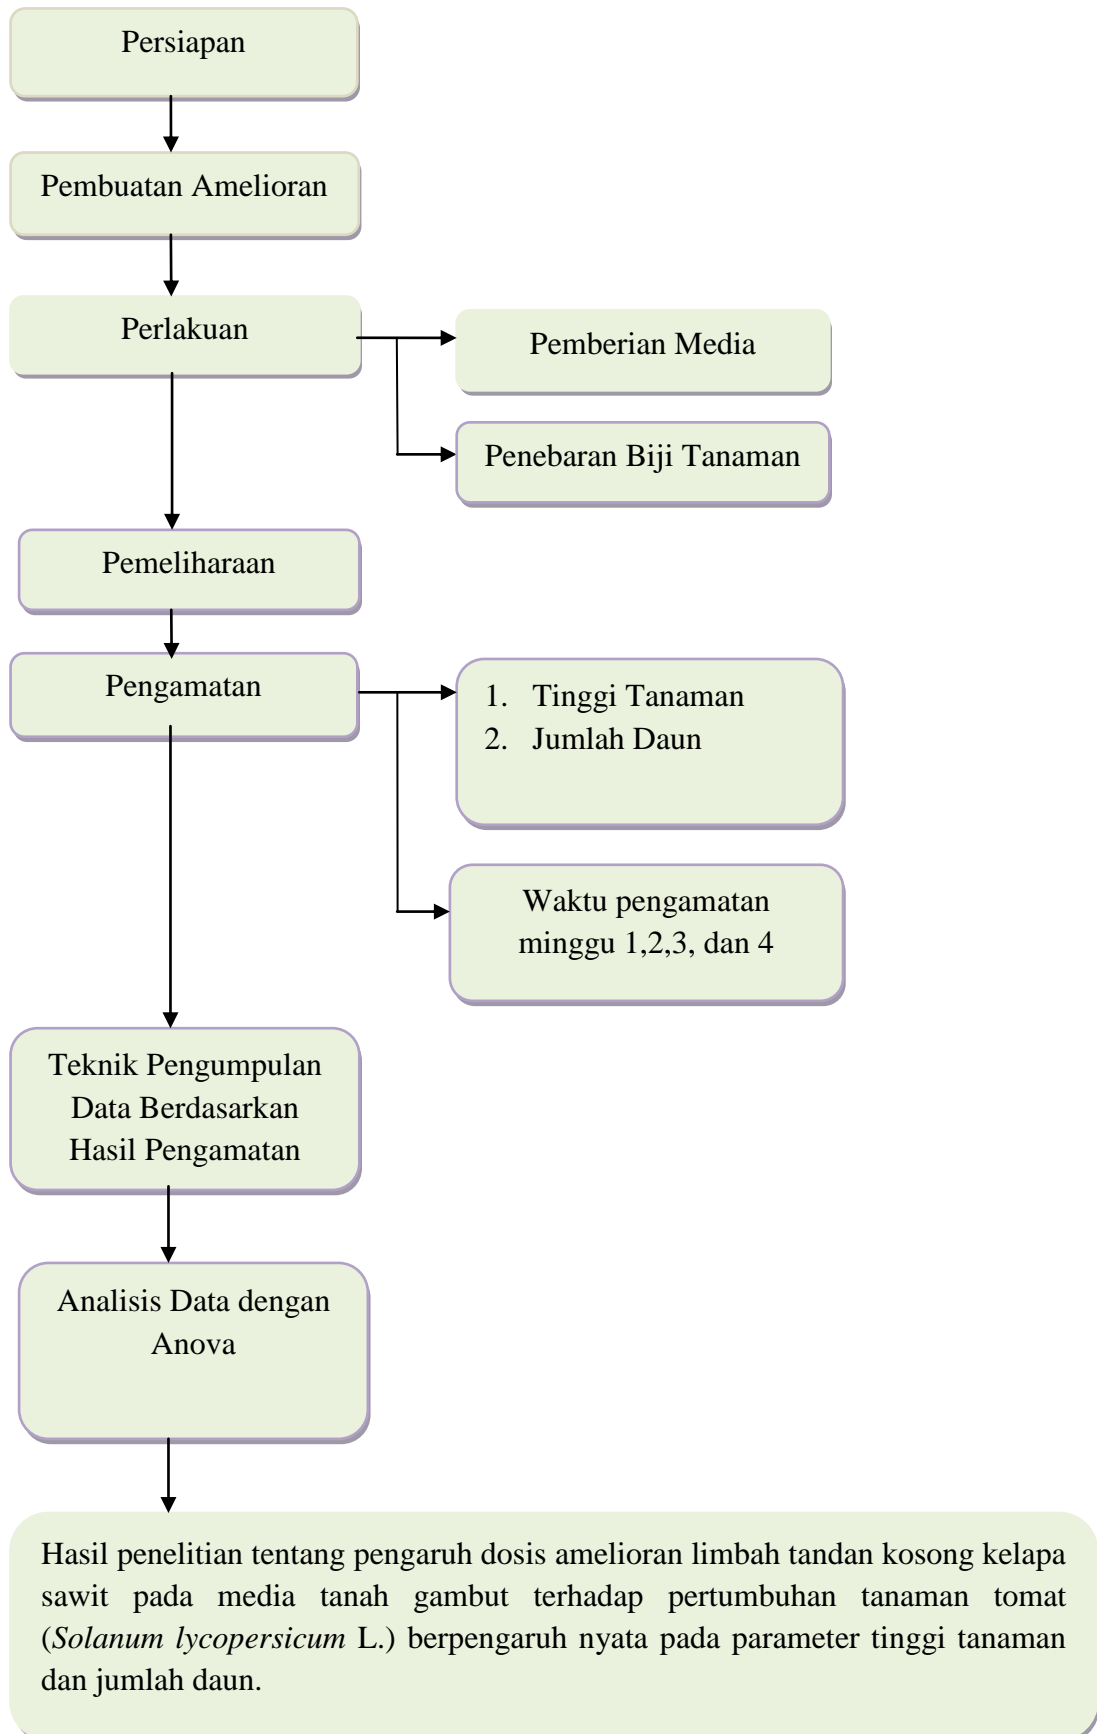 Persiapan
Pembuatan Amelioran
Perlakuan
Pemberian Media
Penebaran Biji Tanaman
Pemeliharaan
Pengamatan
1. Tinggi Tanaman
2. Jumlah Daun
Waktu pengamatan
minggu 1,2,3, dan 4
Teknik Pengumpulan
Data Berdasarkan
Hasil Pengamatan
Analisis Data dengan
Anova
Hasil penelitian tentang pengaruh dosis amelioran limbah tandan kosong kelapa
sawit pada media tanah gambut terhadap pertumbuhan tanaman tomat
(Solanum lycopersicum L.) berpengaruh nyata pada parameter tinggi tanaman
dan jumlah daun.